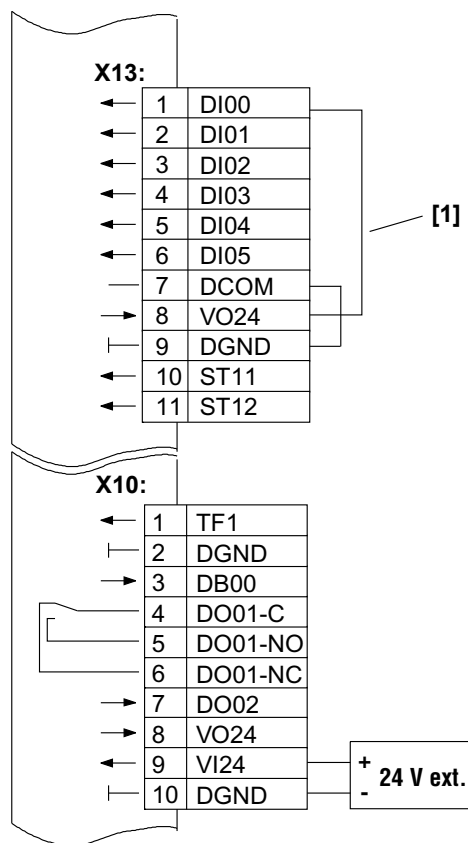 X13:
1 DI00
2 DI01
3 DI02
4 DI03
5 DI04
6 DI05
7 DCOM
8 VO24
9 DGND
10 ST11
11 ST12
[1]
X10:
1 TF1
2 DGND
3 DB00
4 DO01-C
5 DO01-NO
6 DO01-NC
7 DO02
8 VO24
9 VI24
10 DGND
+
-
24 V ext.